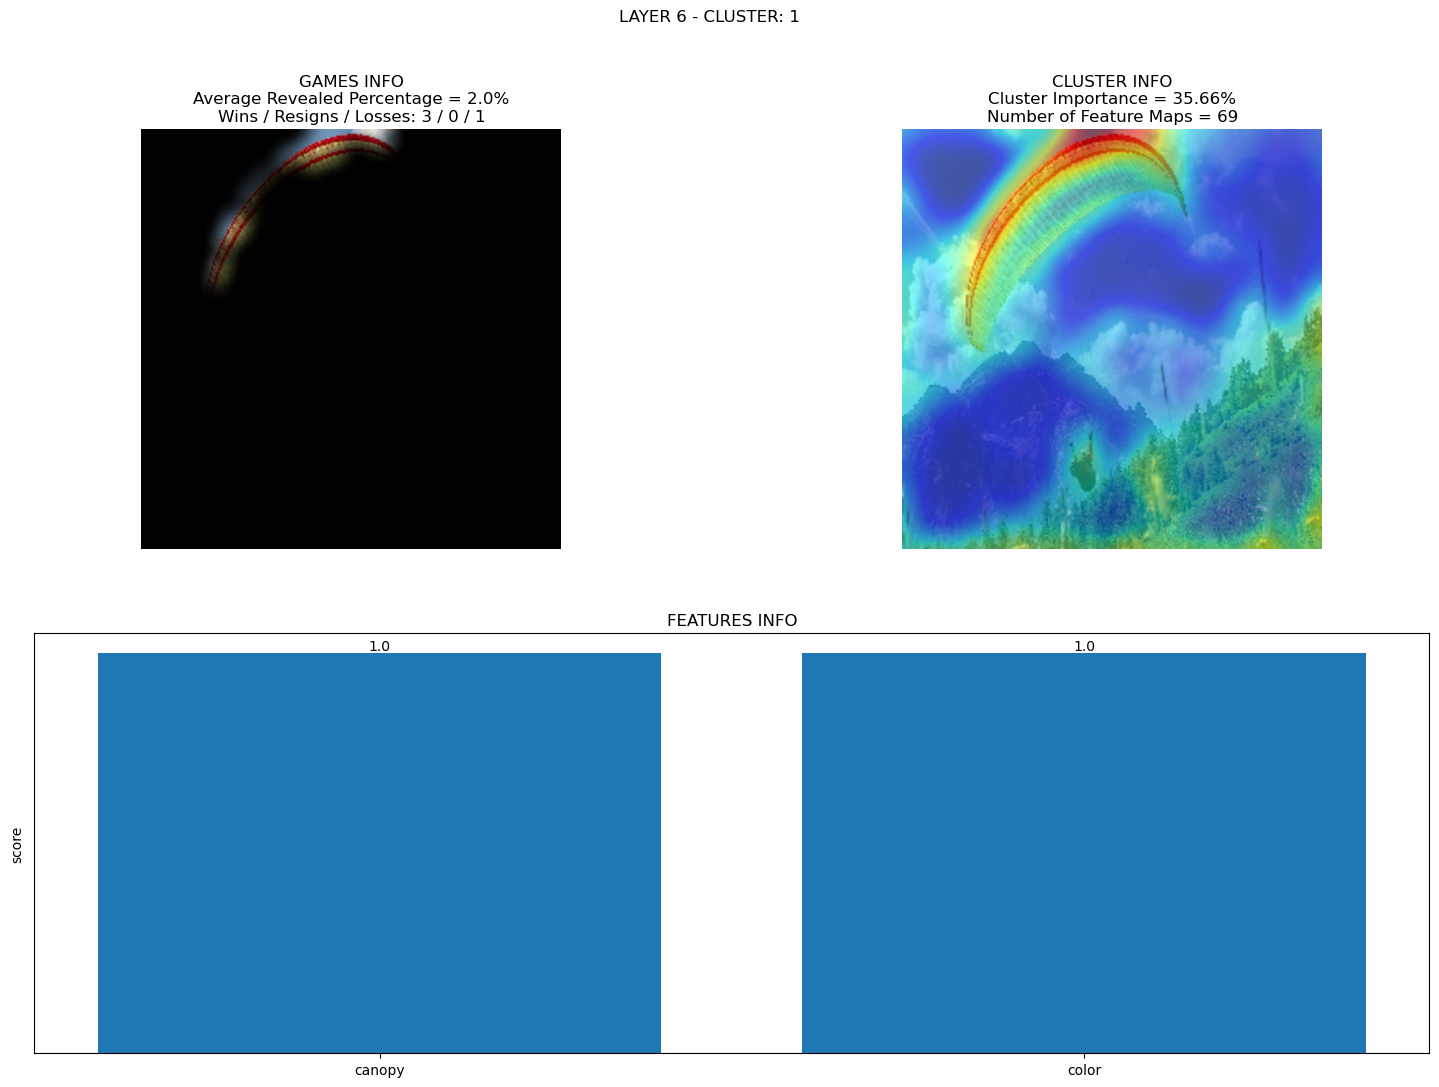 LAYER 6 - CLUSTER: 1
GAMES INFO
Average Revealed Percentage = 2.0%
Wins / Resigns / Losses: 3 / 0 / 1
CLUSTER INFO
Cluster Importance = 35.66%
Number of Feature Maps = 69
FEATURES INFO
1.0
1.0
score
canopy
color